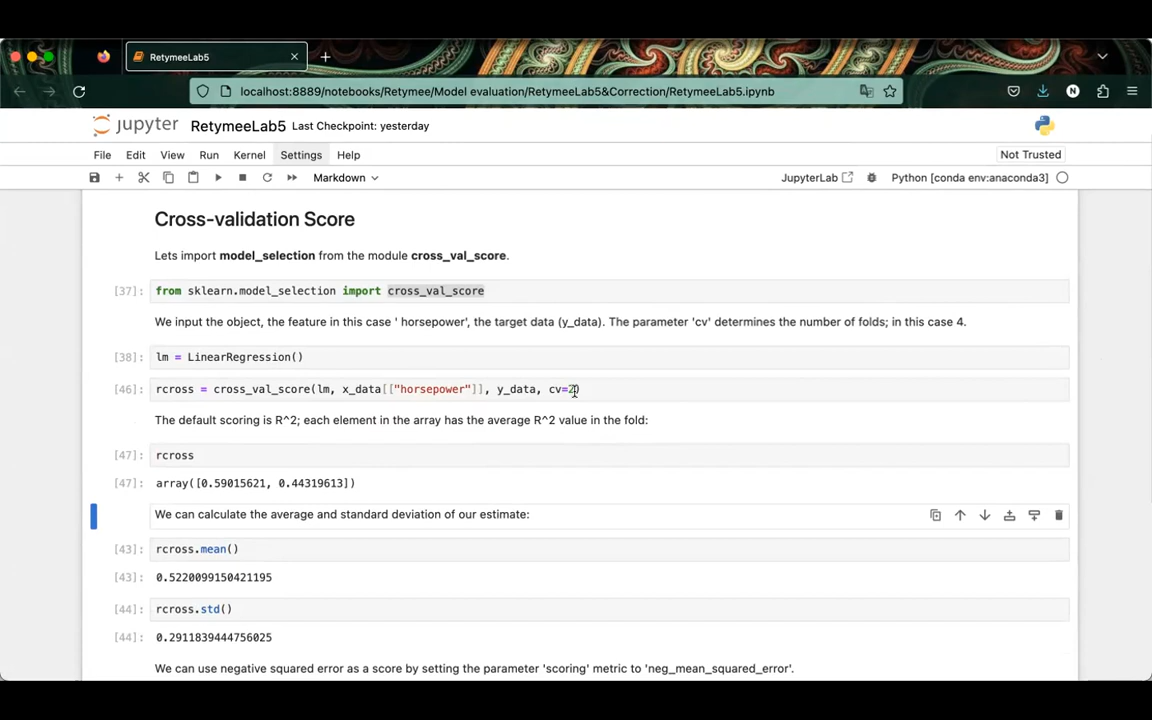 RetymeeLab5
localhost:8889/notebooks/Retymee/Model evaluation/RetymeeLab5&Correction/RetymeeLab5.ipynb
jupyter RetymeeLab5 Last Checkpoint: yesterday
File Edit View Run Kernel Settings Help Not Trusted
Markdown JupyterLab Python [conda env:anaconda3]
Cross-validation Score
Lets import model_selection from the module cross_val_score.
[37]: from sklearn.model_selection import cross_val_score
We input the object, the feature in this case ' horsepower', the target data (y_data). The parameter 'cv' determines the number of folds; in this case 4.
[38]: lm = LinearRegression()
[46]: rcross = cross_val_score(lm, x_data[["horsepower"]], y_data, cv=2)
The default scoring is R^2; each element in the array has the average R^2 value in the fold:
[47]: rcross
[47]: array([0.59015621, 0.44319613])
We can calculate the average and standard deviation of our estimate:
[43]: rcross.mean()
[43]: 0.5220099150421195
[44]: rcross.std()
[44]: 0.2911839444756025
We can use negative squared error as a score by setting the parameter 'scoring' metric to 'neg_mean_squared_error'.